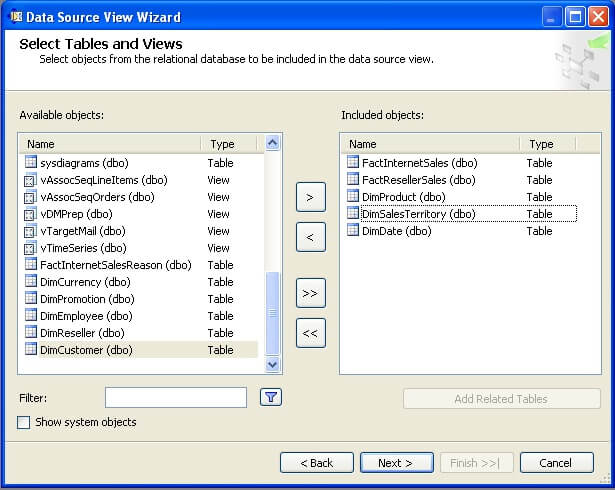 Data Source View Wizard
Select Tables and Views
Select objects from the relational database to be included in the data source view.
Available objects:
Name Type
sysdiagrams (dbo) Table
vAssocSeqLineItems (dbo) View
vAssocSeqOrders (dbo) View
vDMPrep (dbo) View
vTargetMail (dbo) View
vTimeSeries (dbo) View
FactInternetSalesReason (dbo) Table
DimCurrency (dbo) Table
DimPromotion (dbo) Table
DimEmployee (dbo) Table
DimReseller (dbo) Table
DimCustomer (dbo) Table
>
<
>>
<<
Included objects:
Name Type
FactInternetSales (dbo) Table
FactResellerSales (dbo) Table
DimProduct (dbo) Table
DimSalesTerritory (dbo) Table
DimDate (dbo) Table
Filter:
Add Related Tables
Show system objects
< Back
Next >
Finish >>|
Cancel